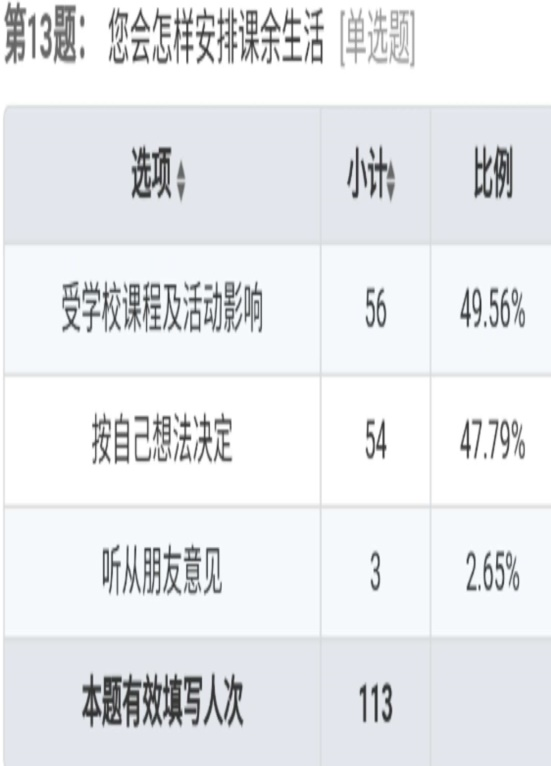 第13题： 您会怎样安排课余生活 [单选题]
选项 小计 比例
受学校课程及活动影响 56 49.56%
按自己想法决定 54 47.79%
听从朋友意见 3 2.65%
本题有效填写人次 113